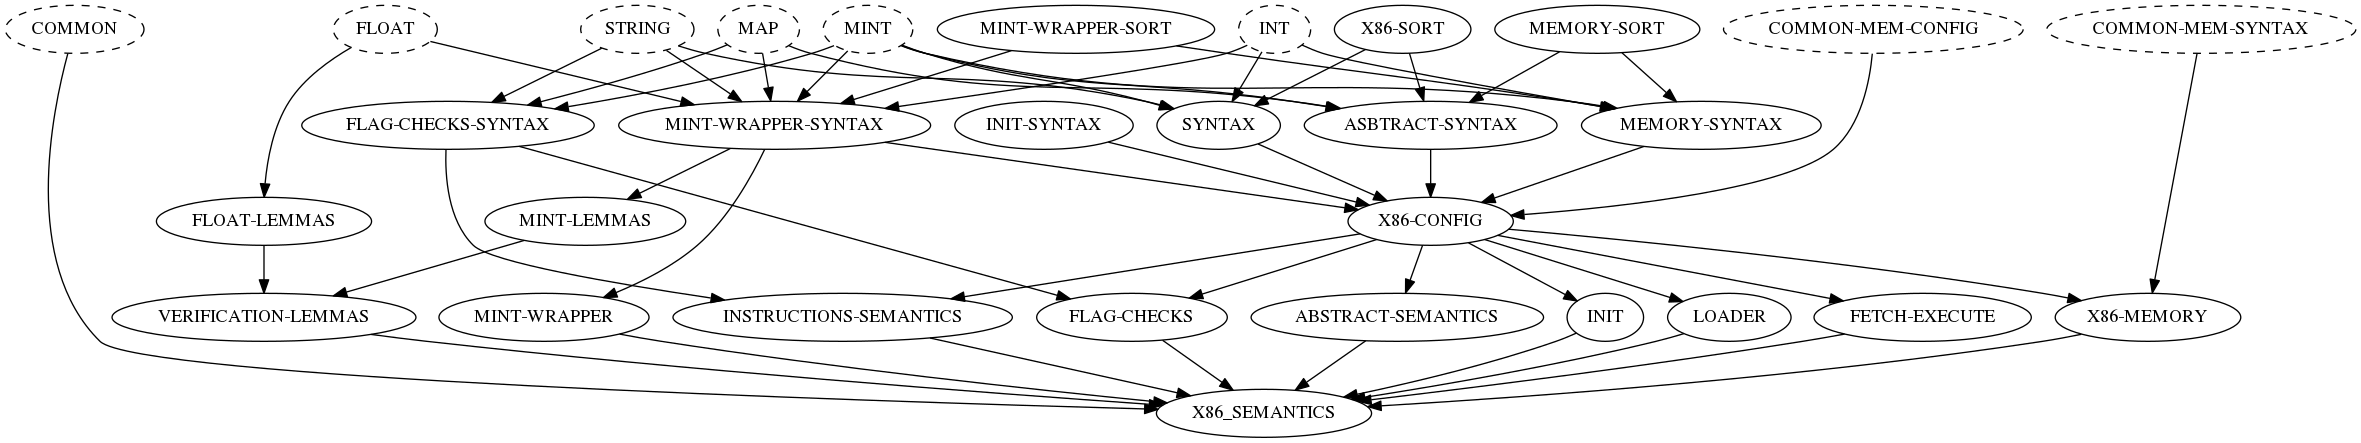 COMMON
FLOAT
STRING
MAP
MINT
MINT-WRAPPER-SORT
INT
X86-SORT
MEMORY-SORT
COMMON-MEM-CONFIG
COMMON-MEM-SYNTAX
FLAG-CHECKS-SYNTAX
MINT-WRAPPER-SYNTAX
INIT-SYNTAX
SYNTAX
ASBTRACT-SYNTAX
MEMORY-SYNTAX
FLOAT-LEMMAS
MINT-LEMMAS
X86-CONFIG
VERIFICATION-LEMMAS
MINT-WRAPPER
INSTRUCTIONS-SEMANTICS
FLAG-CHECKS
ABSTRACT-SEMANTICS
INIT
LOADER
FETCH-EXECUTE
X86-MEMORY
X86_SEMANTICS